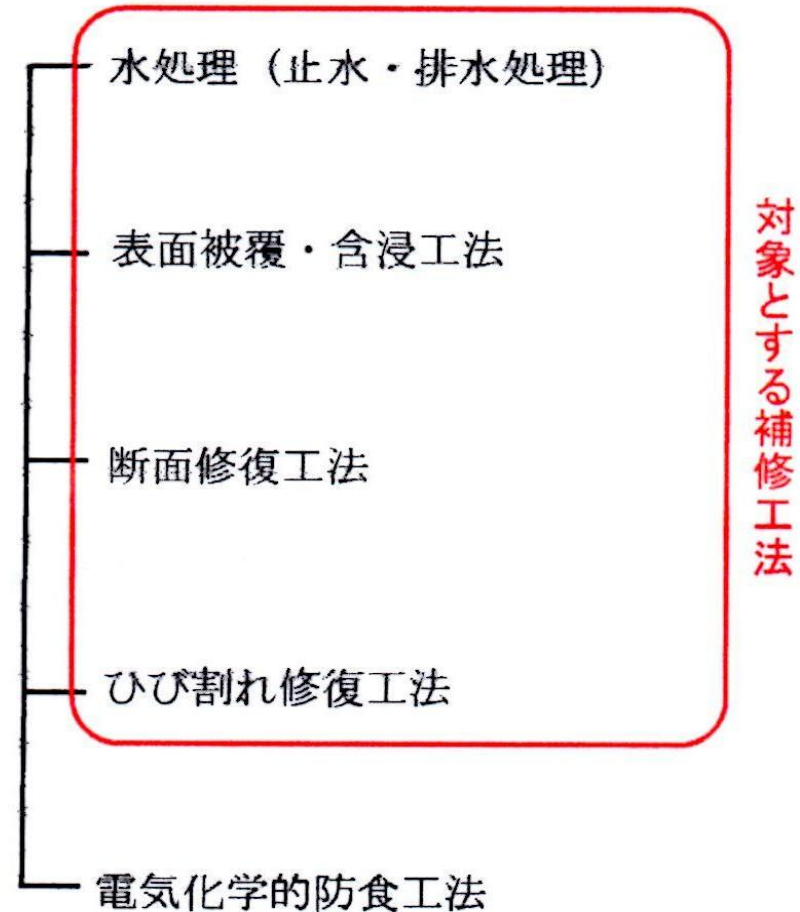 水処理（止水・排水処理）
表面被覆・含浸工法
断面修復工法
ひび割れ修復工法
電気化学的防食工法
対象とする補修工法